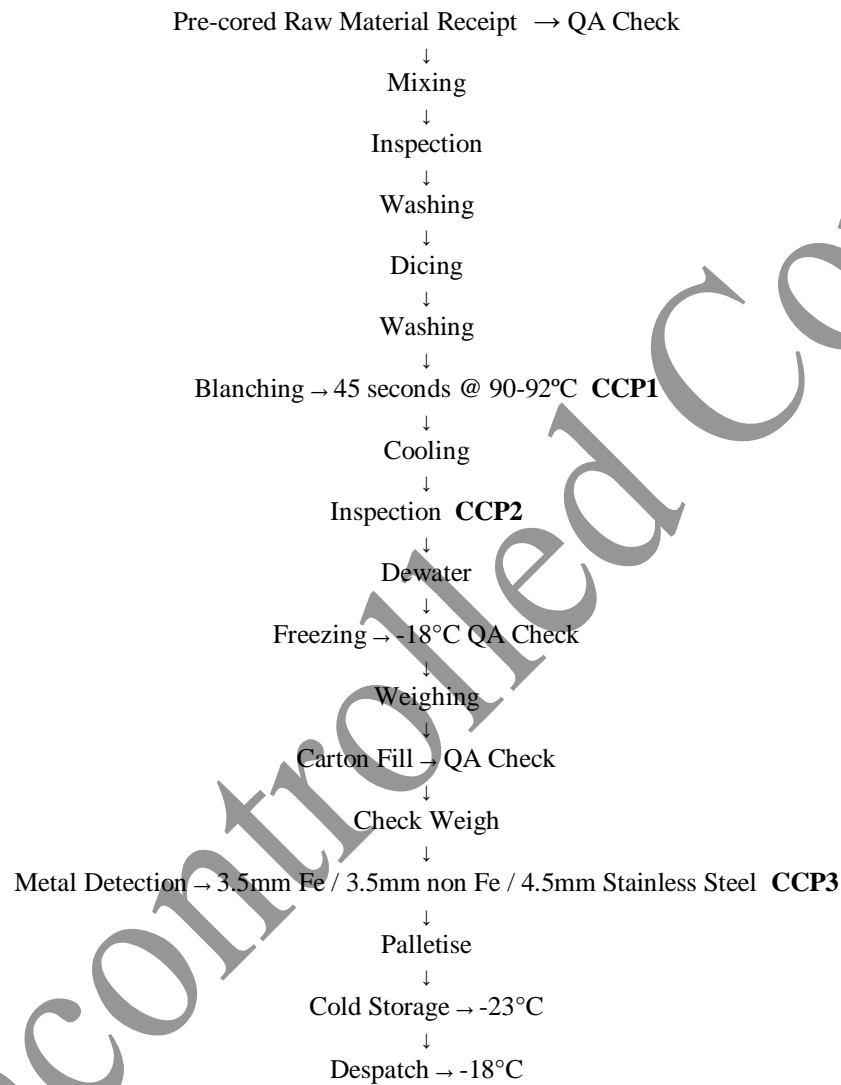 Pre-cored Raw Material Receipt → QA Check
↓
Mixing
↓
Inspection
↓
Washing
↓
Dicing
↓
Washing
↓
Blanching → 45 seconds @ 90-92ºC CCP1
↓
Cooling
↓
Inspection CCP2
↓
Dewater
↓
Freezing → -18°C QA Check
↓
Weighing
↓
Carton Fill → QA Check
↓
Check Weigh
↓
Metal Detection → 3.5mm Fe / 3.5mm non Fe / 4.5mm Stainless Steel CCP3
↓
Palletise
↓
Cold Storage → -23°C
↓
Despatch → -18°C
controlled Co